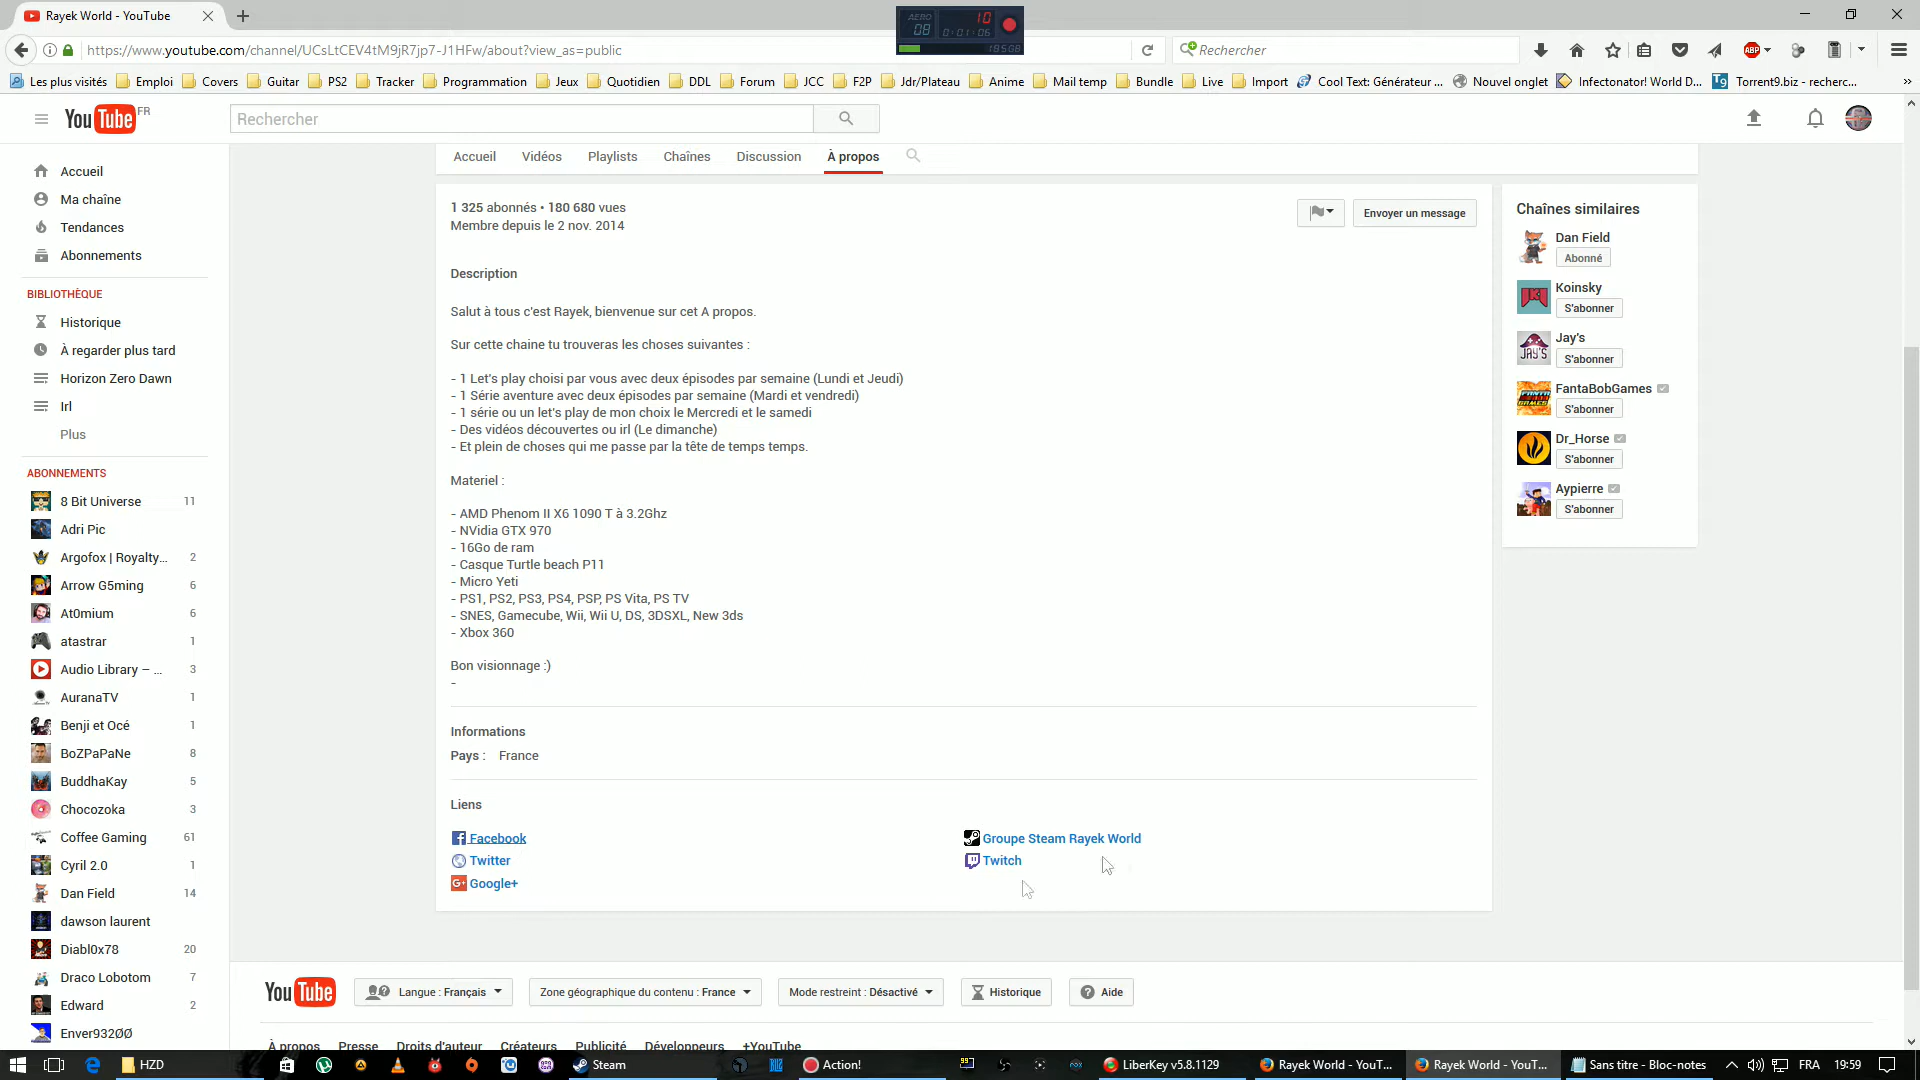 Rayek World - YouTube
AERO
08
10
0:01:06
195GB
https://www.youtube.com/channel/UCsLtCEV4tM9jR7jp7-J1HFw/about?view_as=public
Rechercher
ABP
Les plus visités
Emploi
Covers
Guitar
PS2
Tracker
Programmation
Jeux
Quotidien
DDL
Forum
JCC
F2P
Jdr/Plateau
Anime
Mail temp
Bundle
Live
Import
Cool Text: Générateur ...
Nouvel onglet
Infectonator! World D...
Torrent9.biz - recherc...
YouTube FR
Rechercher
Accueil
Ma chaîne
Tendances
Abonnements
BIBLIOTHÈQUE
Historique
À regarder plus tard
Horizon Zero Dawn
Irl
Plus
ABONNEMENTS
8 Bit Universe 11
Adri Pic
Argofox | Royalty... 2
Arrow G5ming 6
At0mium 6
atastrar 1
Audio Library – ... 3
AuranaTV 1
Benji et Océ 1
BoZPaPaNe 8
BuddhaKay 5
Chocozoka 3
Coffee Gaming 61
Cyril 2.0 1
Dan Field 14
dawson laurent
Diabl0x78 20
Draco Lobotom 7
Edward 2
Enver932ØØ
Accueil
Vidéos
Playlists
Chaînes
Discussion
À propos
1 325 abonnés • 180 680 vues
Membre depuis le 2 nov. 2014
Envoyer un message
Description
Salut à tous c'est Rayek, bienvenue sur cet A propos.
Sur cette chaine tu trouveras les choses suivantes :
- 1 Let's play choisi par vous avec deux épisodes par semaine (Lundi et Jeudi)
- 1 Série aventure avec deux épisodes par semaine (Mardi et vendredi)
- 1 série ou un let's play de mon choix le Mercredi et le samedi
- Des vidéos découvertes ou irl (Le dimanche)
- Et plein de choses qui me passe par la tête de temps temps.
Materiel :
- AMD Phenom II X6 1090 T à 3.2Ghz
- NVidia GTX 970
- 16Go de ram
- Casque Turtle beach P11
- Micro Yeti
- PS1, PS2, PS3, PS4, PSP, PS Vita, PS TV
- SNES, Gamecube, Wii, Wii U, DS, 3DSXL, New 3ds
- Xbox 360
Bon visionnage :)
-
Informations
Pays : France
Liens
Facebook
Twitter
Google+
Groupe Steam Rayek World
Twitch
Chaînes similaires
Dan Field
Abonné
Koinsky
S'abonner
JAY'S
Jay's
S'abonner
FantaBobGames
S'abonner
Dr_Horse
S'abonner
Aypierre
S'abonner
YouTube
Langue : Français
Zone géographique du contenu : France
Mode restreint : Désactivé
Historique
Aide
À propos
Presse
Droits d'auteur
Créateurs
Publicité
Développeurs
+YouTube
HZD
Steam
Action!
LiberKey v5.8.1129
Rayek World - YouT...
Rayek World - YouT...
Sans titre - Bloc-notes
FRA
19:59